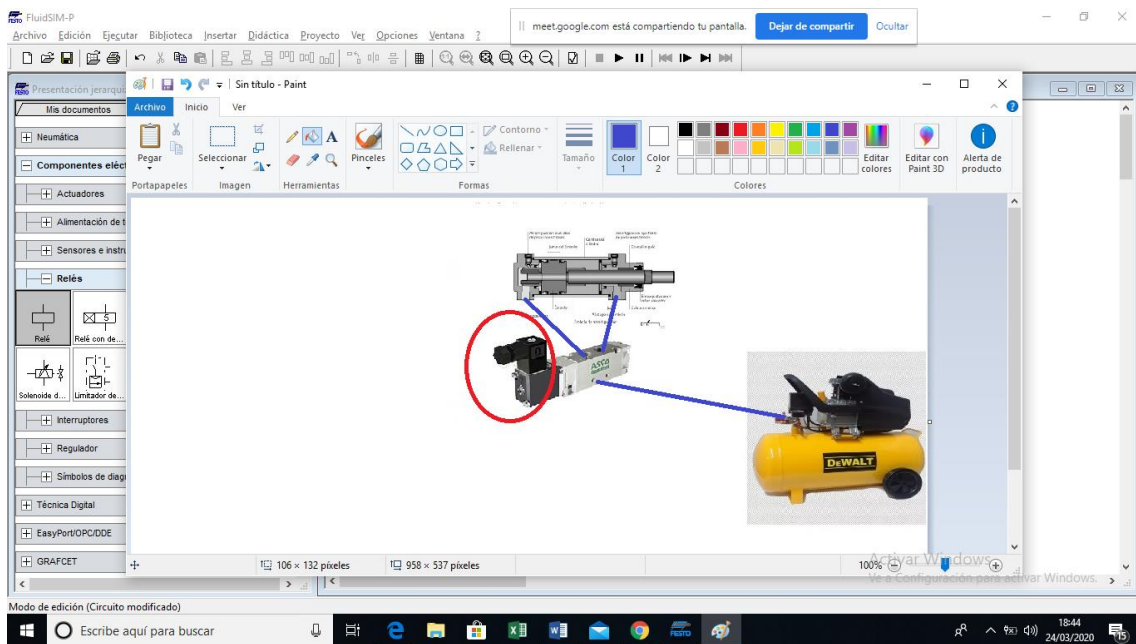 FluidSIM-P
meet.google.com está compartiendo tu pantalla.
Dejar de compartir
Ocultar
Archivo Edición Ejecutar Biblioteca Insertar Didáctica Proyecto Ver Opciones Ventana ?
Presentación jerarqu
Sin título - Paint
Mis documentos
Archivo Inicio Ver
Neumática
Componentes eléc
Actuadores
Alimentación de t
Sensores e instru
Relés
Relé
Relé con de...
Solenoide d...
Limitador de...
Interruptores
Regulador
Símbolos de diag
Técnica Digital
EasyPort/OPC/DDE
GRAFCET
Pegar
Seleccionar
Pinceles
Contorno
Rellenar
Tamaño
Color 1
Color 2
Editar colores
Editar con Paint 3D
Alerta de producto
Portapapeles
Imagen
Herramientas
Formas
Colores
ASCO
DEWALT
106 × 132 píxeles
958 × 537 píxeles
100%
Activar Windows
Ve a Configuración para activar Windows.
Modo de edición (Circuito modificado)
Escribe aquí para buscar
FESTO
18:44
24/03/2020
15